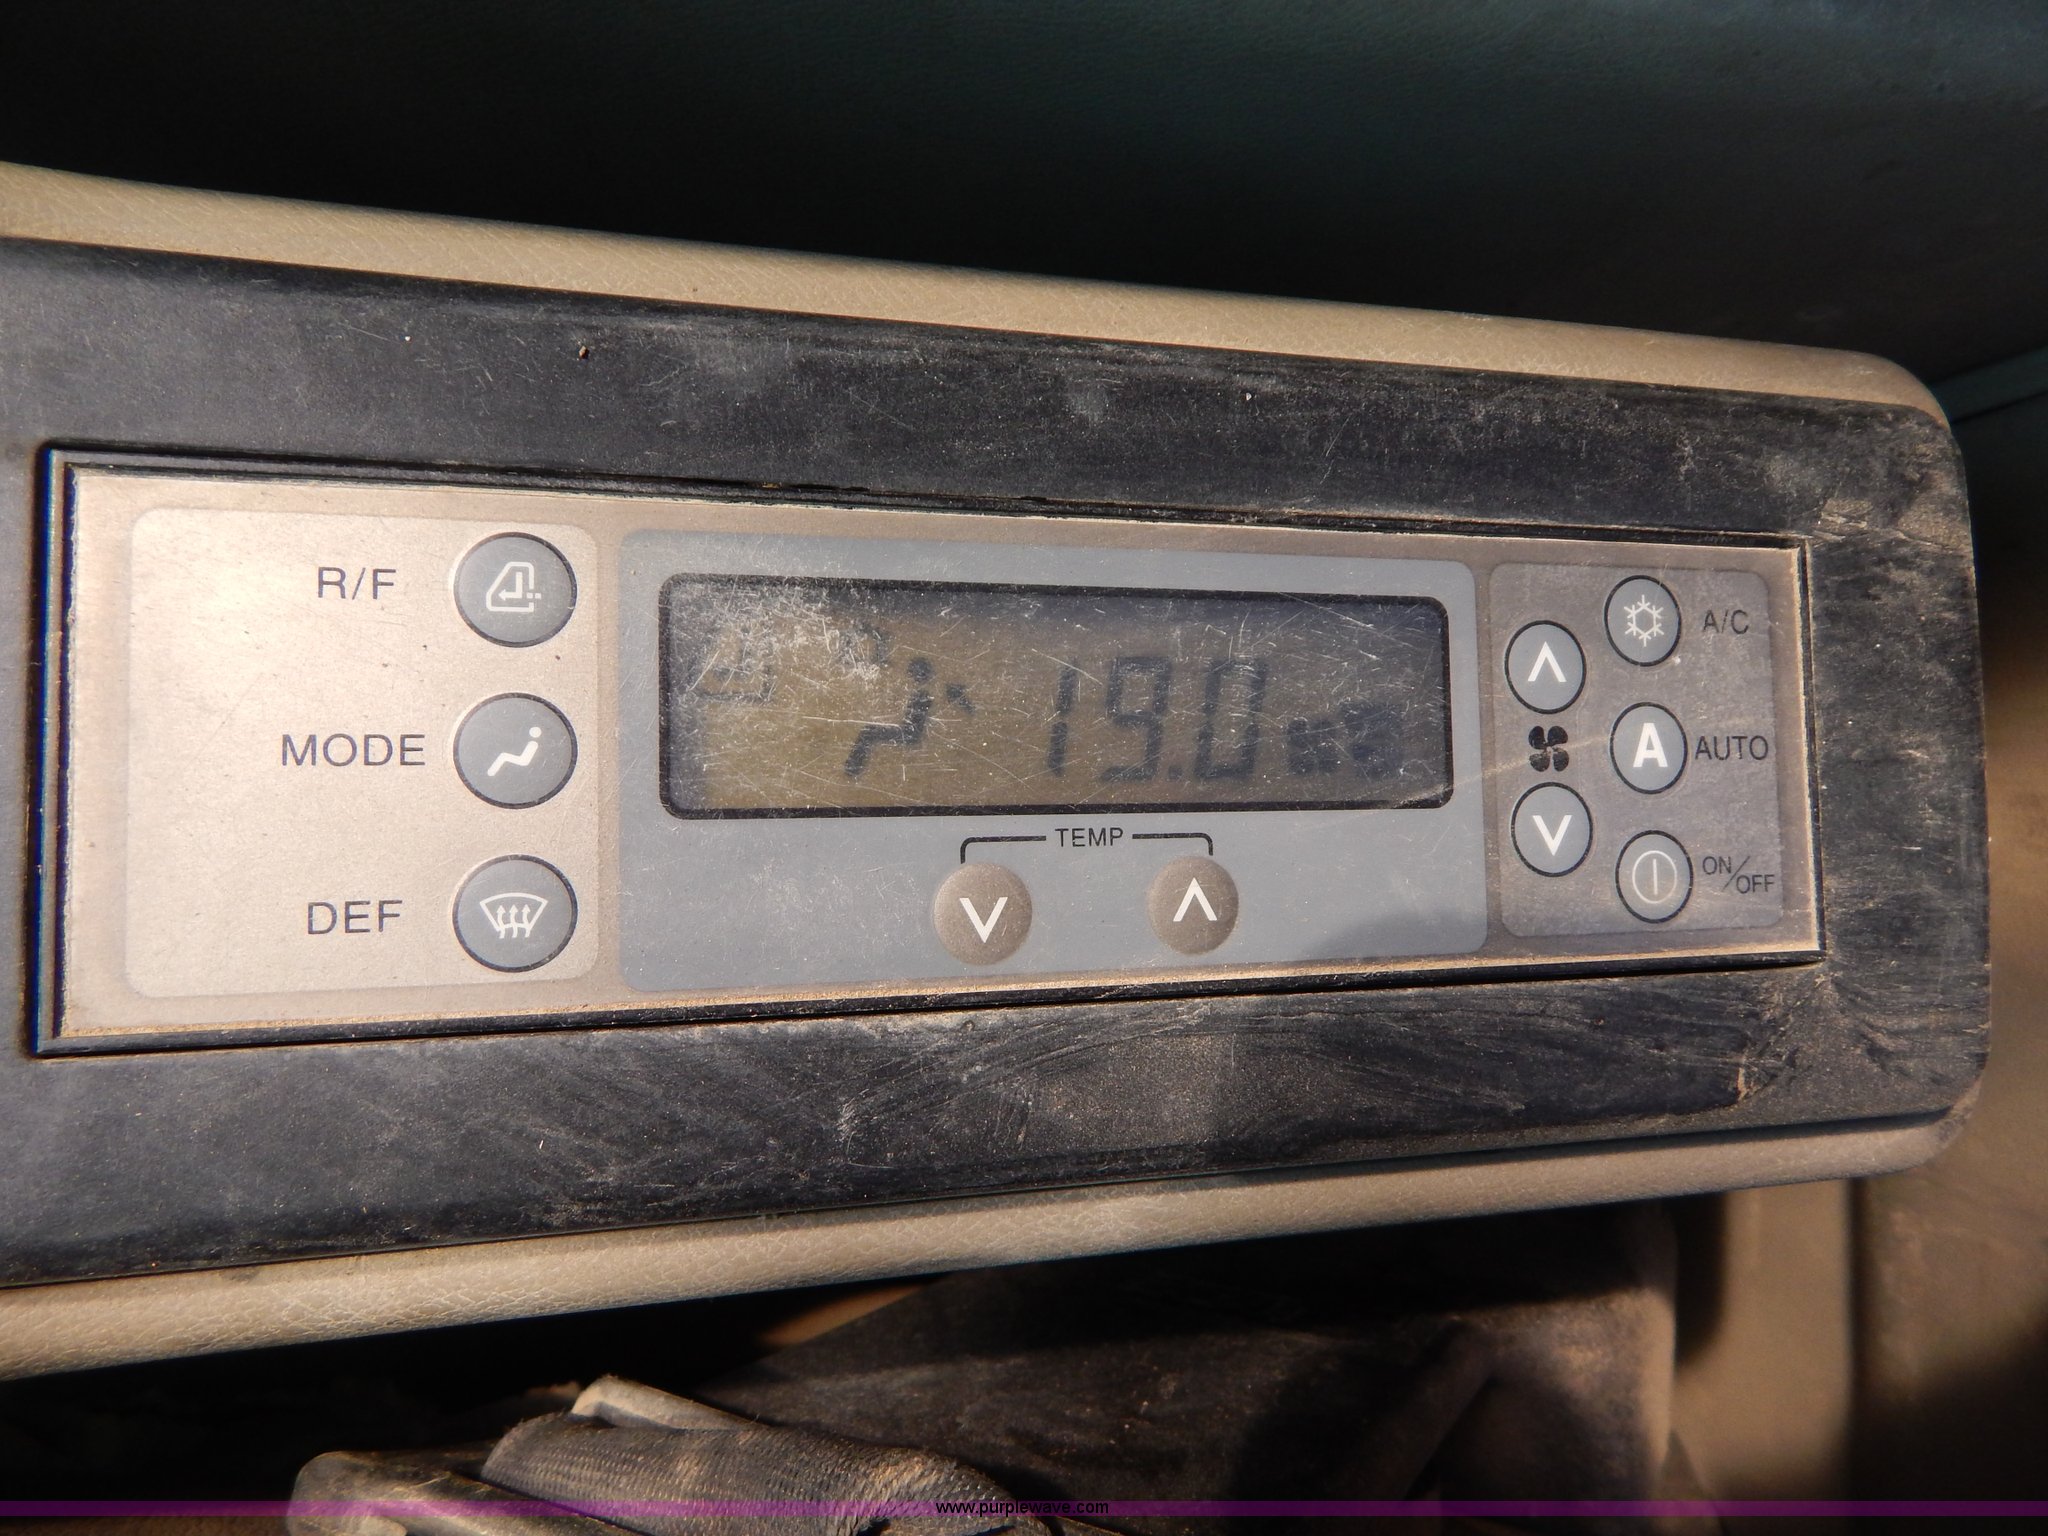 R/F
MODE
DEF
19.0
TEMP
A/C
A AUTO
ON/OFF
www.purplewave.com